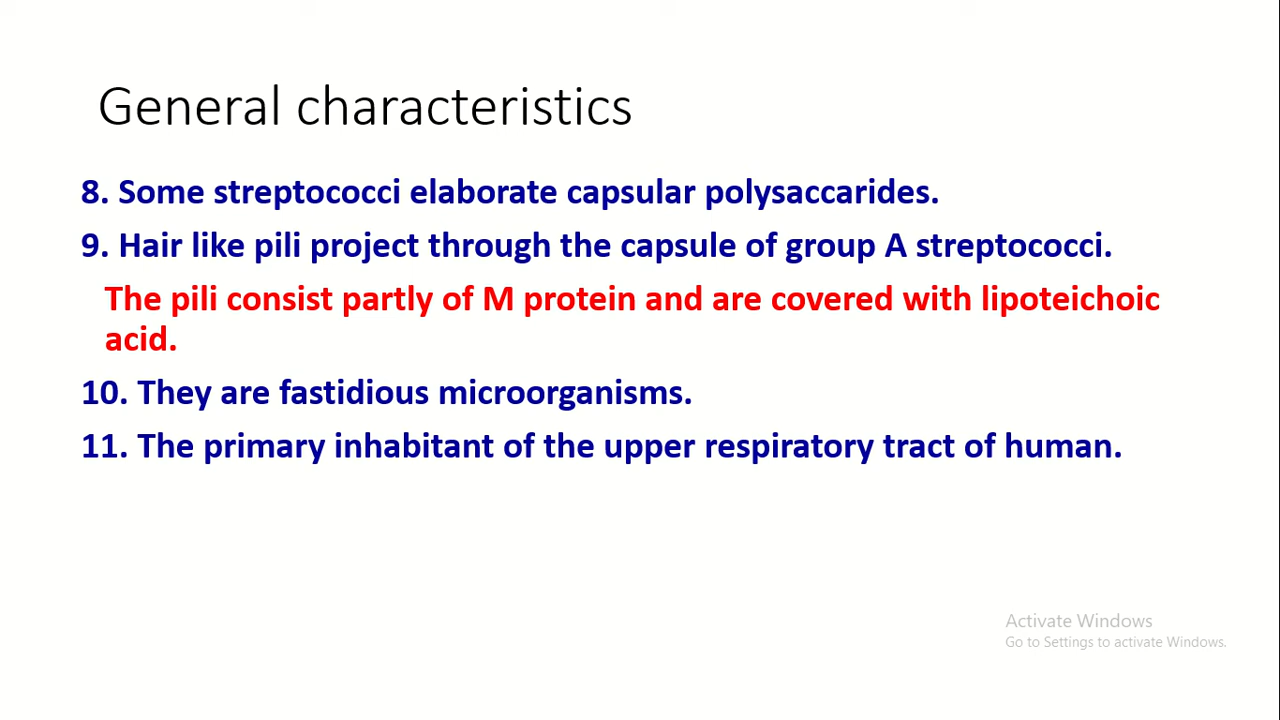 General characteristics
8. Some streptococci elaborate capsular polysaccarides.
9. Hair like pili project through the capsule of group A streptococci.
The pili consist partly of M protein and are covered with lipoteichoic
acid.
10. They are fastidious microorganisms.
11. The primary inhabitant of the upper respiratory tract of human.
Activate Windows
Go to Settings to activate Windows.